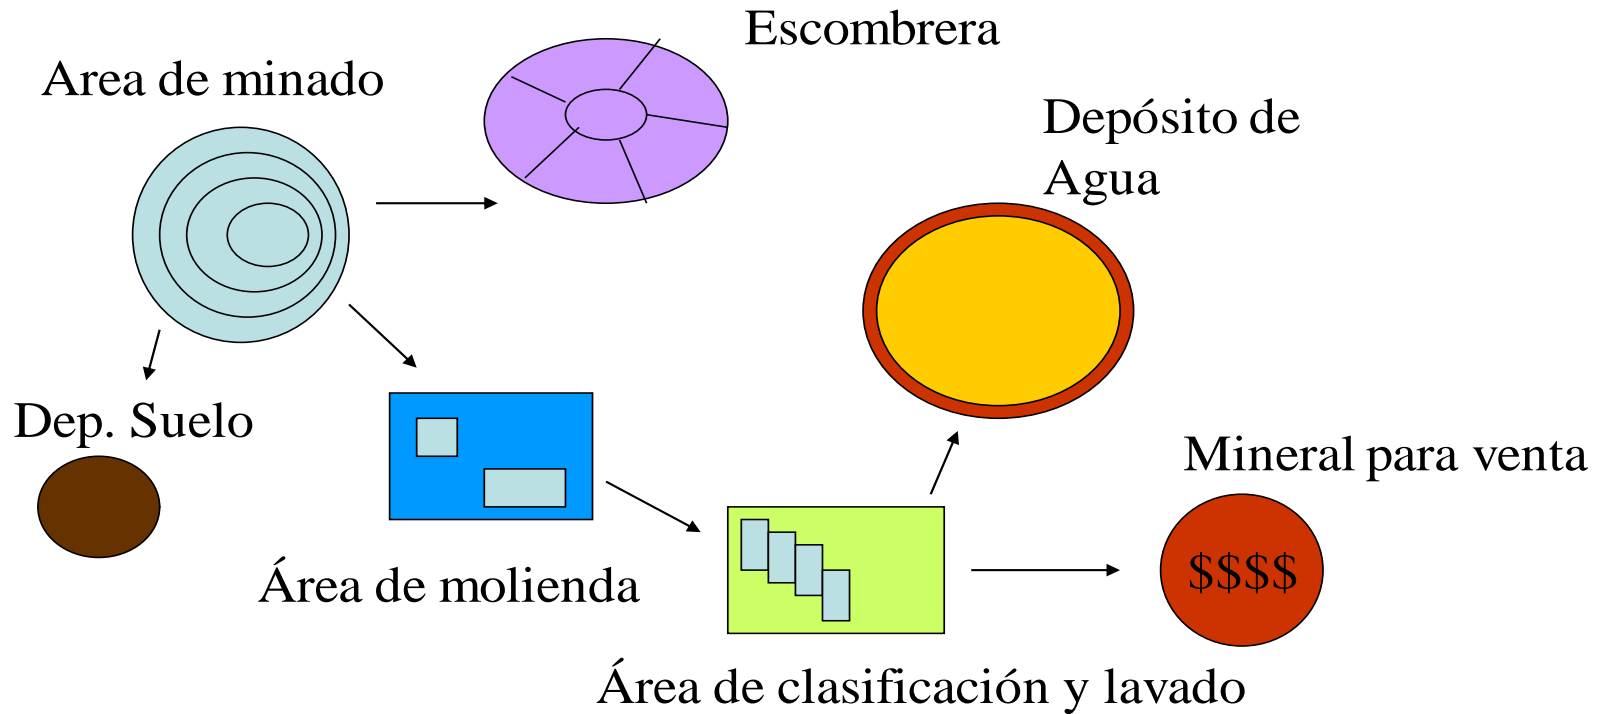 Escombrera
Area de minado
Depósito de
Agua
Dep. Suelo
Mineral para venta
$$$$
Área de molienda
Área de clasificación y lavado